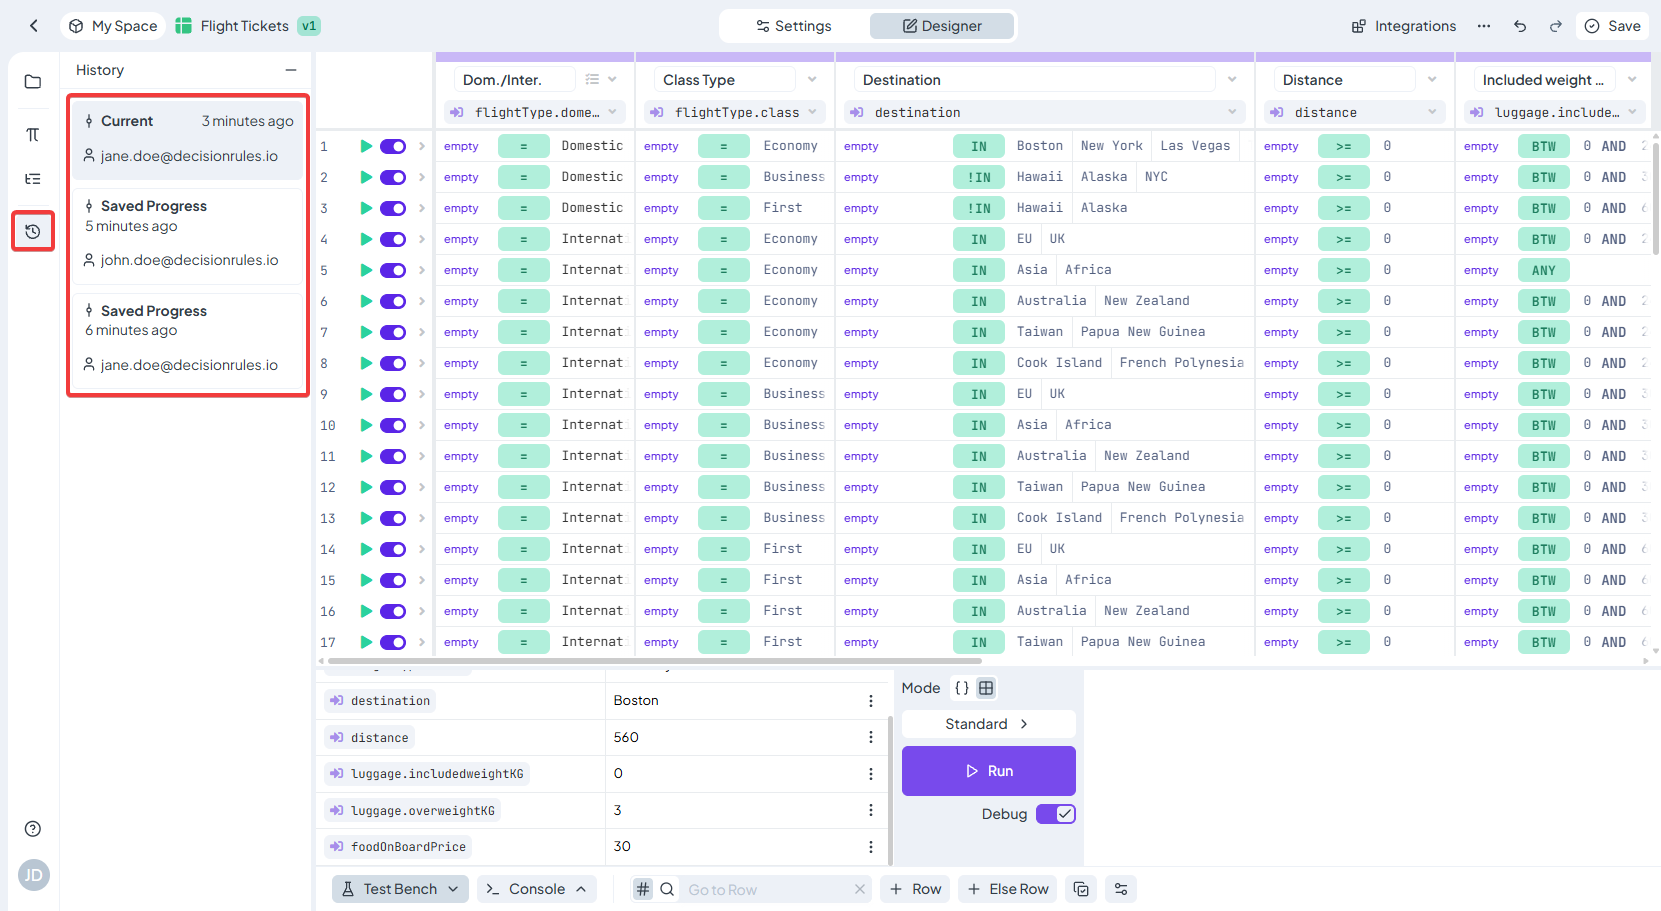 My Space Flight Tickets v1 Settings Designer Integrations ··· Save
History
Current 3 minutes ago
jane.doe@decisionrules.io
Saved Progress
5 minutes ago
john.doe@decisionrules.io
Saved Progress
6 minutes ago
jane.doe@decisionrules.io
JD
Dom./Inter. Class Type Destination Distance Included weight ...
flightType.dome… flightType.class destination distance luggage.include…
1 empty = Domestic empty = Economy empty IN Boston New York Las Vegas empty >= 0 empty BTW 0 AND
2 empty = Domestic empty = Business empty !IN Hawaii Alaska NYC empty >= 0 empty BTW 0 AND
3 empty = Domestic empty = First empty !IN Hawaii Alaska empty >= 0 empty BTW 0 AND
4 empty = Internat empty = Economy empty IN EU UK empty >= 0 empty BTW 0 AND
5 empty = Internat empty = Economy empty IN Asia Africa empty >= 0 empty ANY
6 empty = Internat empty = Economy empty IN Australia New Zealand empty >= 0 empty BTW 0 AND
7 empty = Internat empty = Economy empty IN Taiwan Papua New Guinea empty >= 0 empty BTW 0 AND
8 empty = Internat empty = Economy empty IN Cook Island French Polynesia empty >= 0 empty BTW 0 AND
9 empty = Internat empty = Business empty IN EU UK empty >= 0 empty BTW 0 AND
10 empty = Internat empty = Business empty IN Asia Africa empty >= 0 empty BTW 0 AND
11 empty = Internat empty = Business empty IN Australia New Zealand empty >= 0 empty BTW 0 AND
12 empty = Internat empty = Business empty IN Taiwan Papua New Guinea empty >= 0 empty BTW 0 AND
13 empty = Internat empty = Business empty IN Cook Island French Polynesia empty >= 0 empty BTW 0 AND
14 empty = Internat empty = First empty IN EU UK empty >= 0 empty BTW 0 AND
15 empty = Internat empty = First empty IN Asia Africa empty >= 0 empty BTW 0 AND
16 empty = Internat empty = First empty IN Australia New Zealand empty >= 0 empty BTW 0 AND
17 empty = Internat empty = First empty IN Taiwan Papua New Guinea empty >= 0 empty BTW 0 AND
destination Boston
distance 560
luggage.includedweightKG 0
luggage.overweightKG 3
foodOnBoardPrice 30
Mode {}
Standard
Run
Debug
Test Bench Console # Go to Row + Row + Else Row